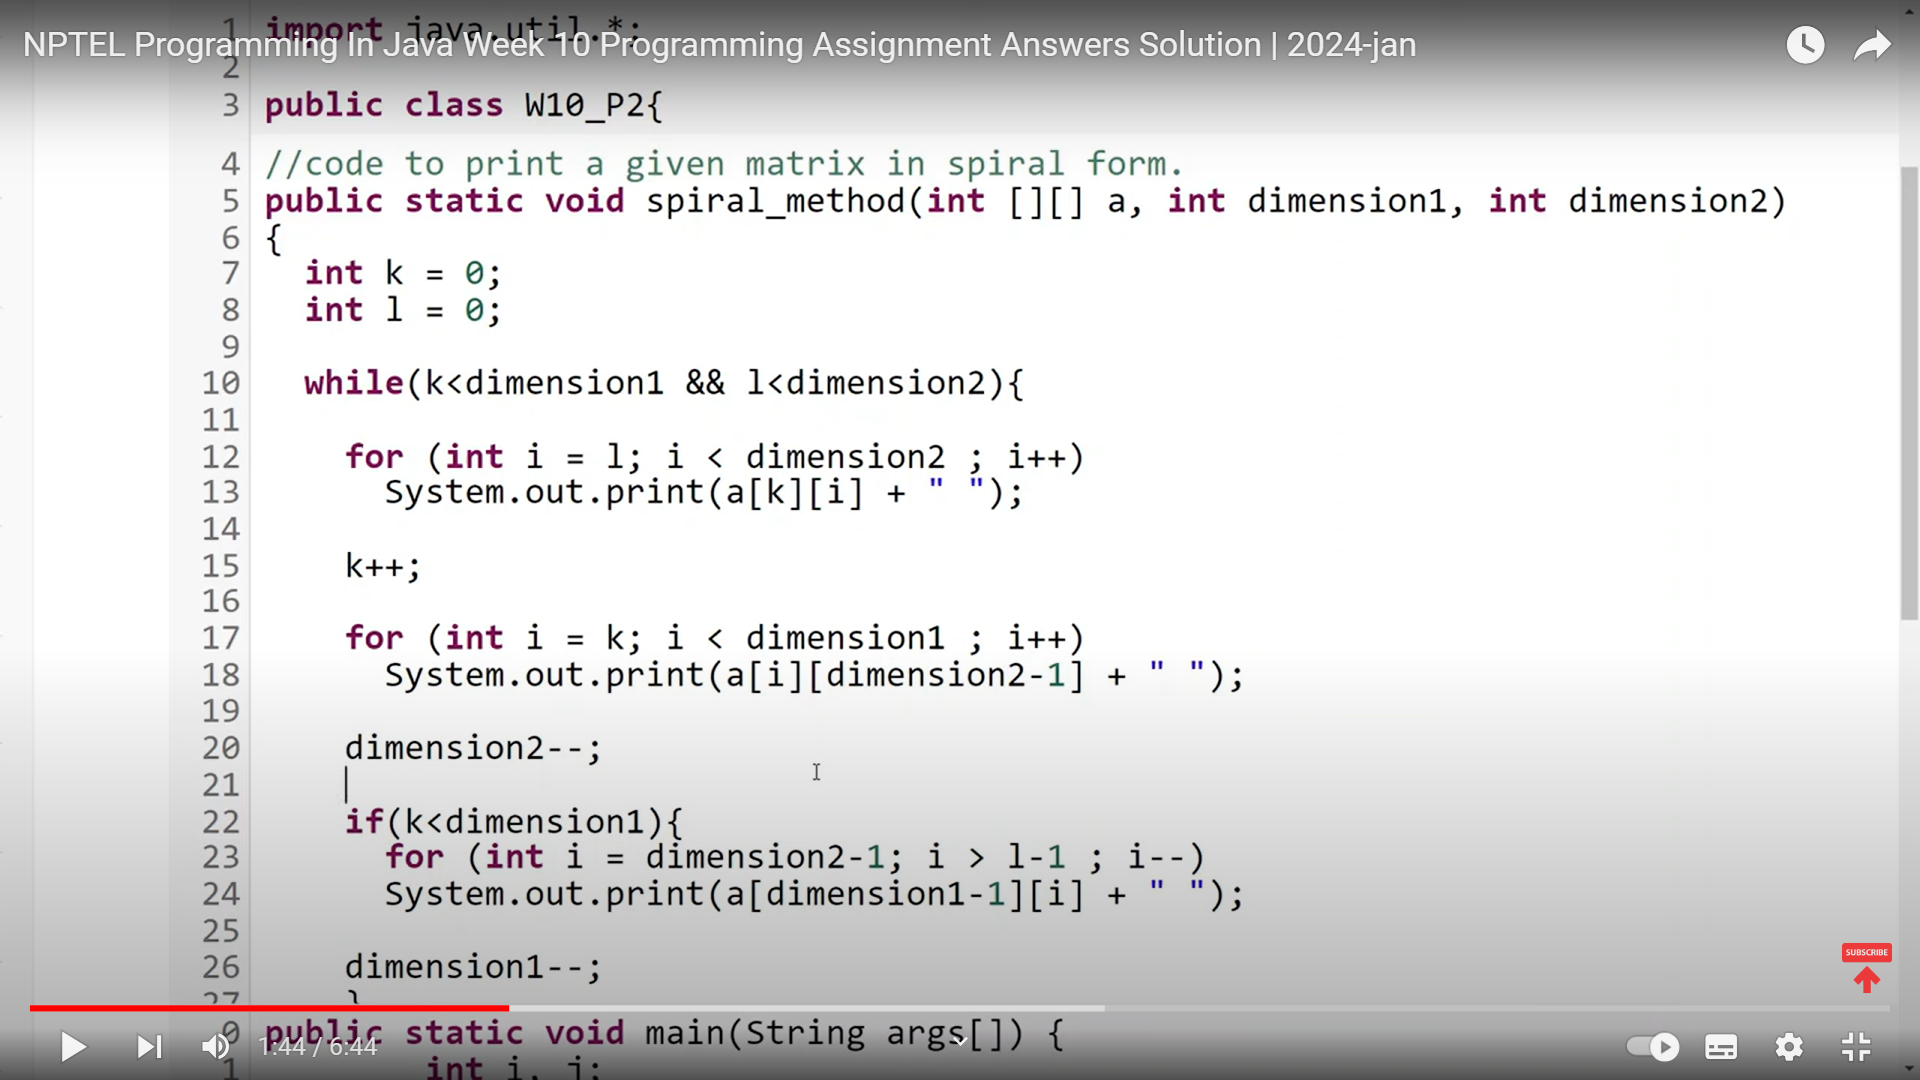 1 import java.util.*;
NPTEL Programming In Java Week 10 Programming Assignment Answers Solution | 2024-jan
2
3 public class W10_P2{
4 //code to print a given matrix in spiral form.
5 public static void spiral_method(int [][] a, int dimension1, int dimension2)
6 {
7 int k = 0;
8 int l = 0;
9
10 while(k<dimension1 && l<dimension2){
11
12 for (int i = l; i < dimension2 ; i++)
13 System.out.print(a[k][i] + " ");
14
15 k++;
16
17 for (int i = k; i < dimension1 ; i++)
18 System.out.print(a[i][dimension2-1] + " ");
19
20 dimension2--;
21
22 if(k<dimension1){
23 for (int i = dimension2-1; i > l-1 ; i--)
24 System.out.print(a[dimension1-1][i] + " ");
25
SUBSCRIBE
26 dimension1--;
27 }
0 public static void main(String args[]) {
1:44 / 6:44
1 int i, j;